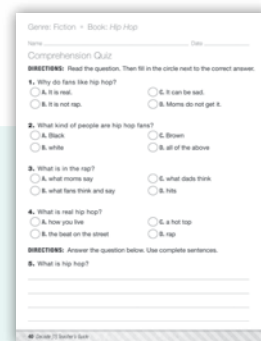 Genre: Fiction • Book: Hip Hop
Name Date
Comprehension Quiz
DIRECTIONS: Read the question. Then fill in the circle next to the correct answer.
1. Why do fans like hip hop?
A. It is real. C. It can be sad.
B. It is not rap. D. Moms do not get it.
2. What kind of people are hip hop fans?
A. Black C. Brown
B. white D. all of the above
3. What is in the rap?
A. what moms say C. what dads think
B. what fans think and say D. hits
4. What is real hip hop?
A. how you live C. a hot top
B. the beat on the street D. rap
DIRECTIONS: Answer the question below. Use complete sentences.
5. What is hip hop?
Teacher's Book